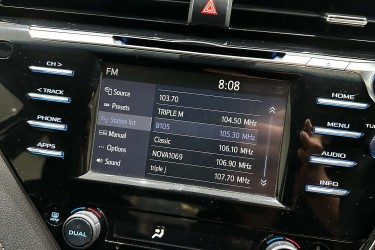 CH >
< TRACK
PHONE
APPS
FM
8:08
Source
Presets
Station list
Manual
Options
Sound
103.70
TRIPLE M 104.50 MHz
B105 105.30 MHz
Classic 106.10 MHz
NOVA1069 106.90 MHz
triple j 107.70 MHz
HOME
MENU
AUDIO
INFO
DUAL